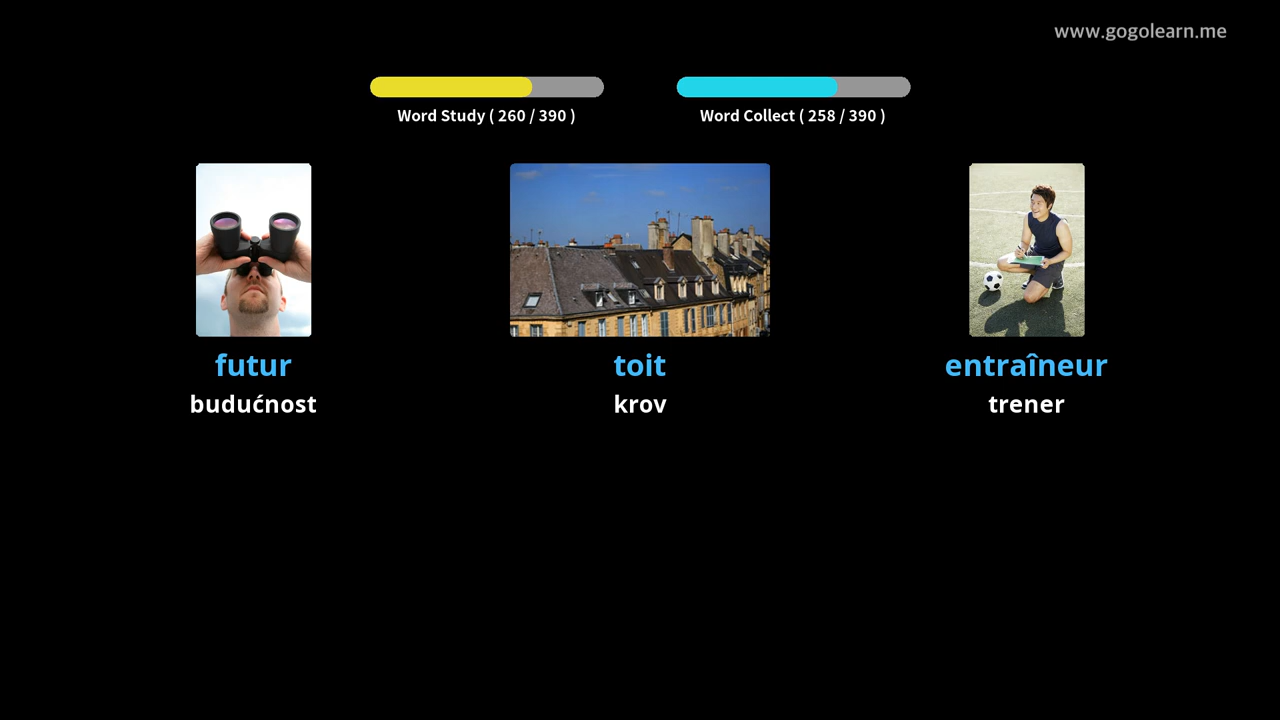 www.gogolearn.me
Word Study ( 260 / 390 )
Word Collect ( 258 / 390 )
futur
toit
entraîneur
budućnost
krov
trener